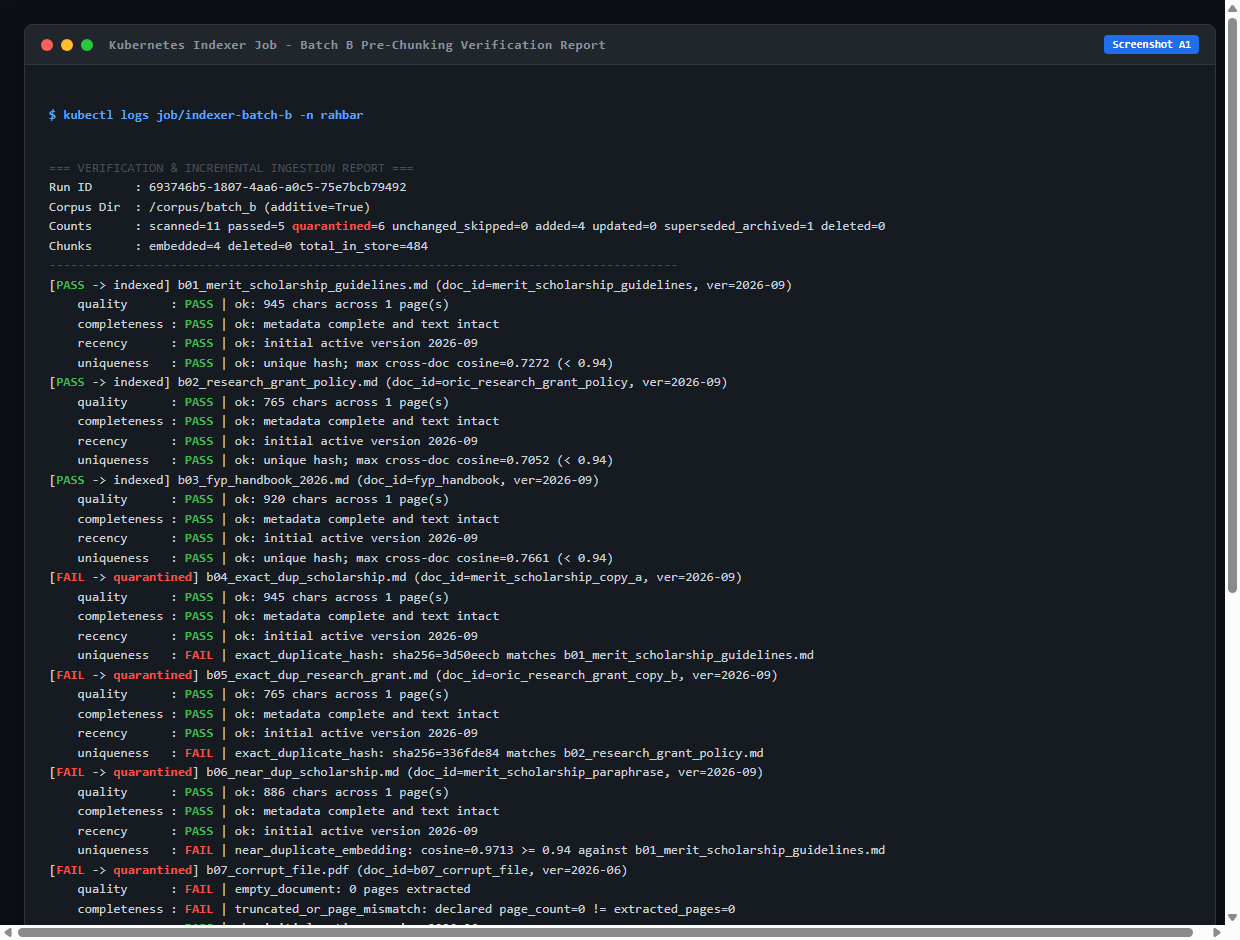 Kubernetes Indexer Job - Batch B Pre-Chunking Verification Report
Screenshot A1
$ kubectl logs job/indexer-batch-b -n rahbar
=== VERIFICATION & INCREMENTAL INGESTION REPORT ===
Run ID      : 693746b5-1807-4aa6-a0c5-75e7bcb79492
Corpus Dir  : /corpus/batch_b (additive=True)
Counts      : scanned=11 passed=5 quarantined=6 unchanged_skipped=0 added=4 updated=0 superseded_archived=1 deleted=0
Chunks      : embedded=4 deleted=0 total_in_store=484
----------------------------------------------------------------------------------------
[PASS -> indexed] b01_merit_scholarship_guidelines.md (doc_id=merit_scholarship_guidelines, ver=2026-09)
    quality      : PASS | ok: 945 chars across 1 page(s)
    completeness : PASS | ok: metadata complete and text intact
    recency      : PASS | ok: initial active version 2026-09
    uniqueness   : PASS | ok: unique hash; max cross-doc cosine=0.7272 (< 0.94)
[PASS -> indexed] b02_research_grant_policy.md (doc_id=oric_research_grant_policy, ver=2026-09)
    quality      : PASS | ok: 765 chars across 1 page(s)
    completeness : PASS | ok: metadata complete and text intact
    recency      : PASS | ok: initial active version 2026-09
    uniqueness   : PASS | ok: unique hash; max cross-doc cosine=0.7052 (< 0.94)
[PASS -> indexed] b03_fyp_handbook_2026.md (doc_id=fyp_handbook, ver=2026-09)
    quality      : PASS | ok: 920 chars across 1 page(s)
    completeness : PASS | ok: metadata complete and text intact
    recency      : PASS | ok: initial active version 2026-09
    uniqueness   : PASS | ok: unique hash; max cross-doc cosine=0.7661 (< 0.94)
[FAIL -> quarantined] b04_exact_dup_scholarship.md (doc_id=merit_scholarship_copy_a, ver=2026-09)
    quality      : PASS | ok: 945 chars across 1 page(s)
    completeness : PASS | ok: metadata complete and text intact
    recency      : PASS | ok: initial active version 2026-09
    uniqueness   : FAIL | exact_duplicate_hash: sha256=3d50eecb matches b01_merit_scholarship_guidelines.md
[FAIL -> quarantined] b05_exact_dup_research_grant.md (doc_id=oric_research_grant_copy_b, ver=2026-09)
    quality      : PASS | ok: 765 chars across 1 page(s)
    completeness : PASS | ok: metadata complete and text intact
    recency      : PASS | ok: initial active version 2026-09
    uniqueness   : FAIL | exact_duplicate_hash: sha256=336fde84 matches b02_research_grant_policy.md
[FAIL -> quarantined] b06_near_dup_scholarship.md (doc_id=merit_scholarship_paraphrase, ver=2026-09)
    quality      : PASS | ok: 886 chars across 1 page(s)
    completeness : PASS | ok: metadata complete and text intact
    recency      : PASS | ok: initial active version 2026-09
    uniqueness   : FAIL | near_duplicate_embedding: cosine=0.9713 >= 0.94 against b01_merit_scholarship_guidelines.md
[FAIL -> quarantined] b07_corrupt_file.pdf (doc_id=b07_corrupt_file, ver=2026-06)
    quality      : FAIL | empty_document: 0 pages extracted
    completeness : FAIL | truncated_or_page_mismatch: declared page_count=0 != extracted_pages=0